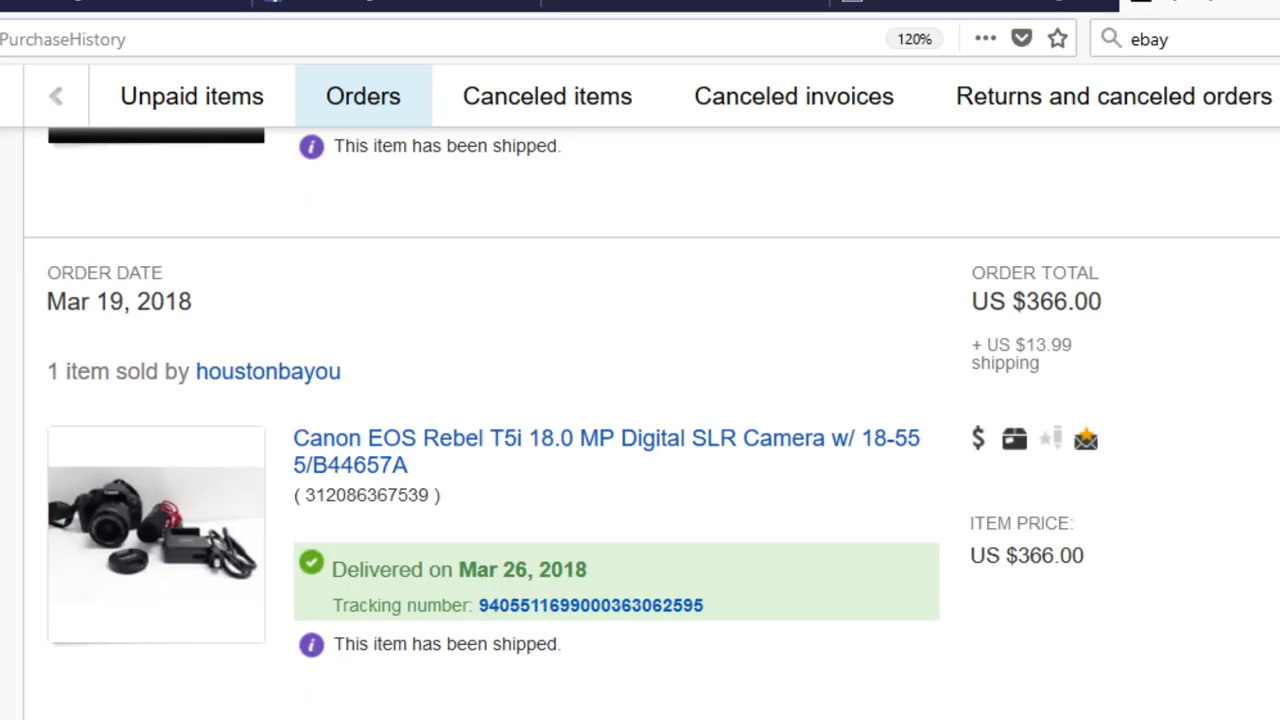 PurchaseHistory
120%
ebay
Unpaid items
Orders
Canceled items
Canceled invoices
Returns and canceled orders
This item has been shipped.
ORDER DATE
Mar 19, 2018
ORDER TOTAL
US $366.00
+ US $13.99
shipping
1 item sold by houstonbayou
Canon EOS Rebel T5i 18.0 MP Digital SLR Camera w/ 18-55
5/B44657A
( 312086367539 )
ITEM PRICE:
US $366.00
Delivered on Mar 26, 2018
Tracking number: 9405511699000363062595
This item has been shipped.